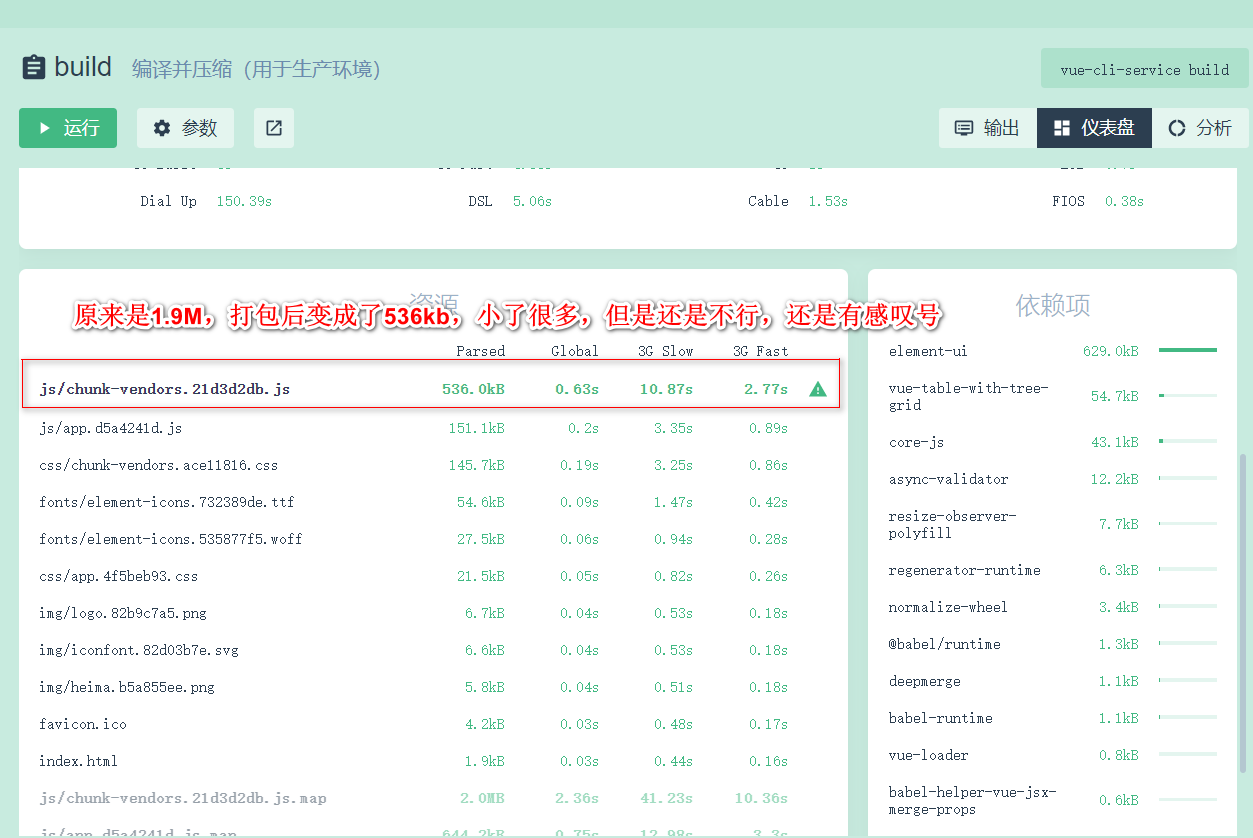 build 编译并压缩（用于生产环境） vue-cli-service build
运行 参数 输出 仪表盘 分析
Dial Up 150.39s DSL 5.06s Cable 1.53s FIOS 0.38s
资源
原来是1.9M，打包后变成了536kb，小了很多，但是还是不行，还是有感叹号
Parsed Global 3G Slow 3G Fast
js/chunk-vendors.21d3d2db.js 536.0kB 0.63s 10.87s 2.77s
js/app.d5a4241d.js 151.1kB 0.2s 3.35s 0.89s
css/chunk-vendors.ace11816.css 145.7kB 0.19s 3.25s 0.86s
fonts/element-icons.732389de.ttf 54.6kB 0.09s 1.47s 0.42s
fonts/element-icons.535877f5.woff 27.5kB 0.06s 0.94s 0.28s
css/app.4f5beb93.css 21.5kB 0.05s 0.82s 0.26s
img/logo.82b9c7a5.png 6.7kB 0.04s 0.53s 0.18s
img/iconfont.82d03b7e.svg 6.6kB 0.04s 0.53s 0.18s
img/heima.b5a855ee.png 5.8kB 0.04s 0.51s 0.18s
favicon.ico 4.2kB 0.03s 0.48s 0.17s
index.html 1.9kB 0.03s 0.44s 0.16s
js/chunk-vendors.21d3d2db.js.map 2.0MB 2.36s 41.23s 10.36s
js/app.d5a4241d.js.map 644.2kB 0.75s 12.98s 3.3s
依赖项
element-ui 629.0kB
vue-table-with-tree-
grid 54.7kB
core-js 43.1kB
async-validator 12.2kB
resize-observer-
polyfill 7.7kB
regenerator-runtime 6.3kB
normalize-wheel 3.4kB
@babel/runtime 1.3kB
deepmerge 1.1kB
babel-runtime 1.1kB
vue-loader 0.8kB
babel-helper-vue-jsx-
merge-props 0.6kB